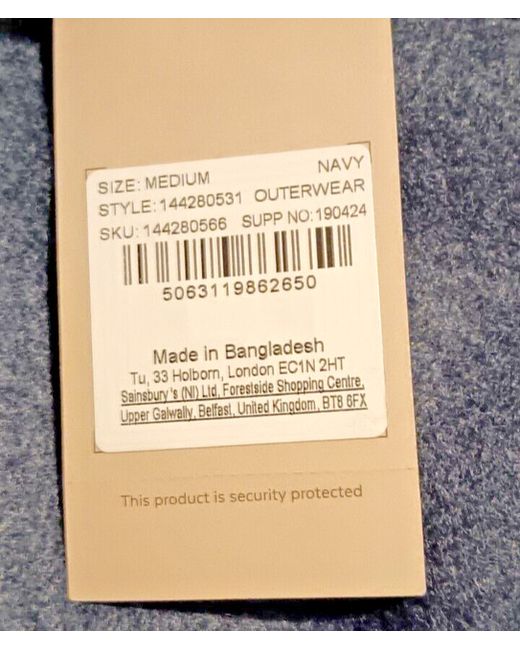 SIZE: MEDIUM NAVY
STYLE: 144280531 OUTERWEAR
SKU: 144280566 SUPP NO: 190424
5063119862650
Made in Bangladesh
Tu, 33 Holborn, London EC1N 2HT
Sainsbury's (NI) Ltd, Forestside Shopping Centre,
Upper Galwally, Belfast, United Kingdom, BT8 6FX
This product is security protected